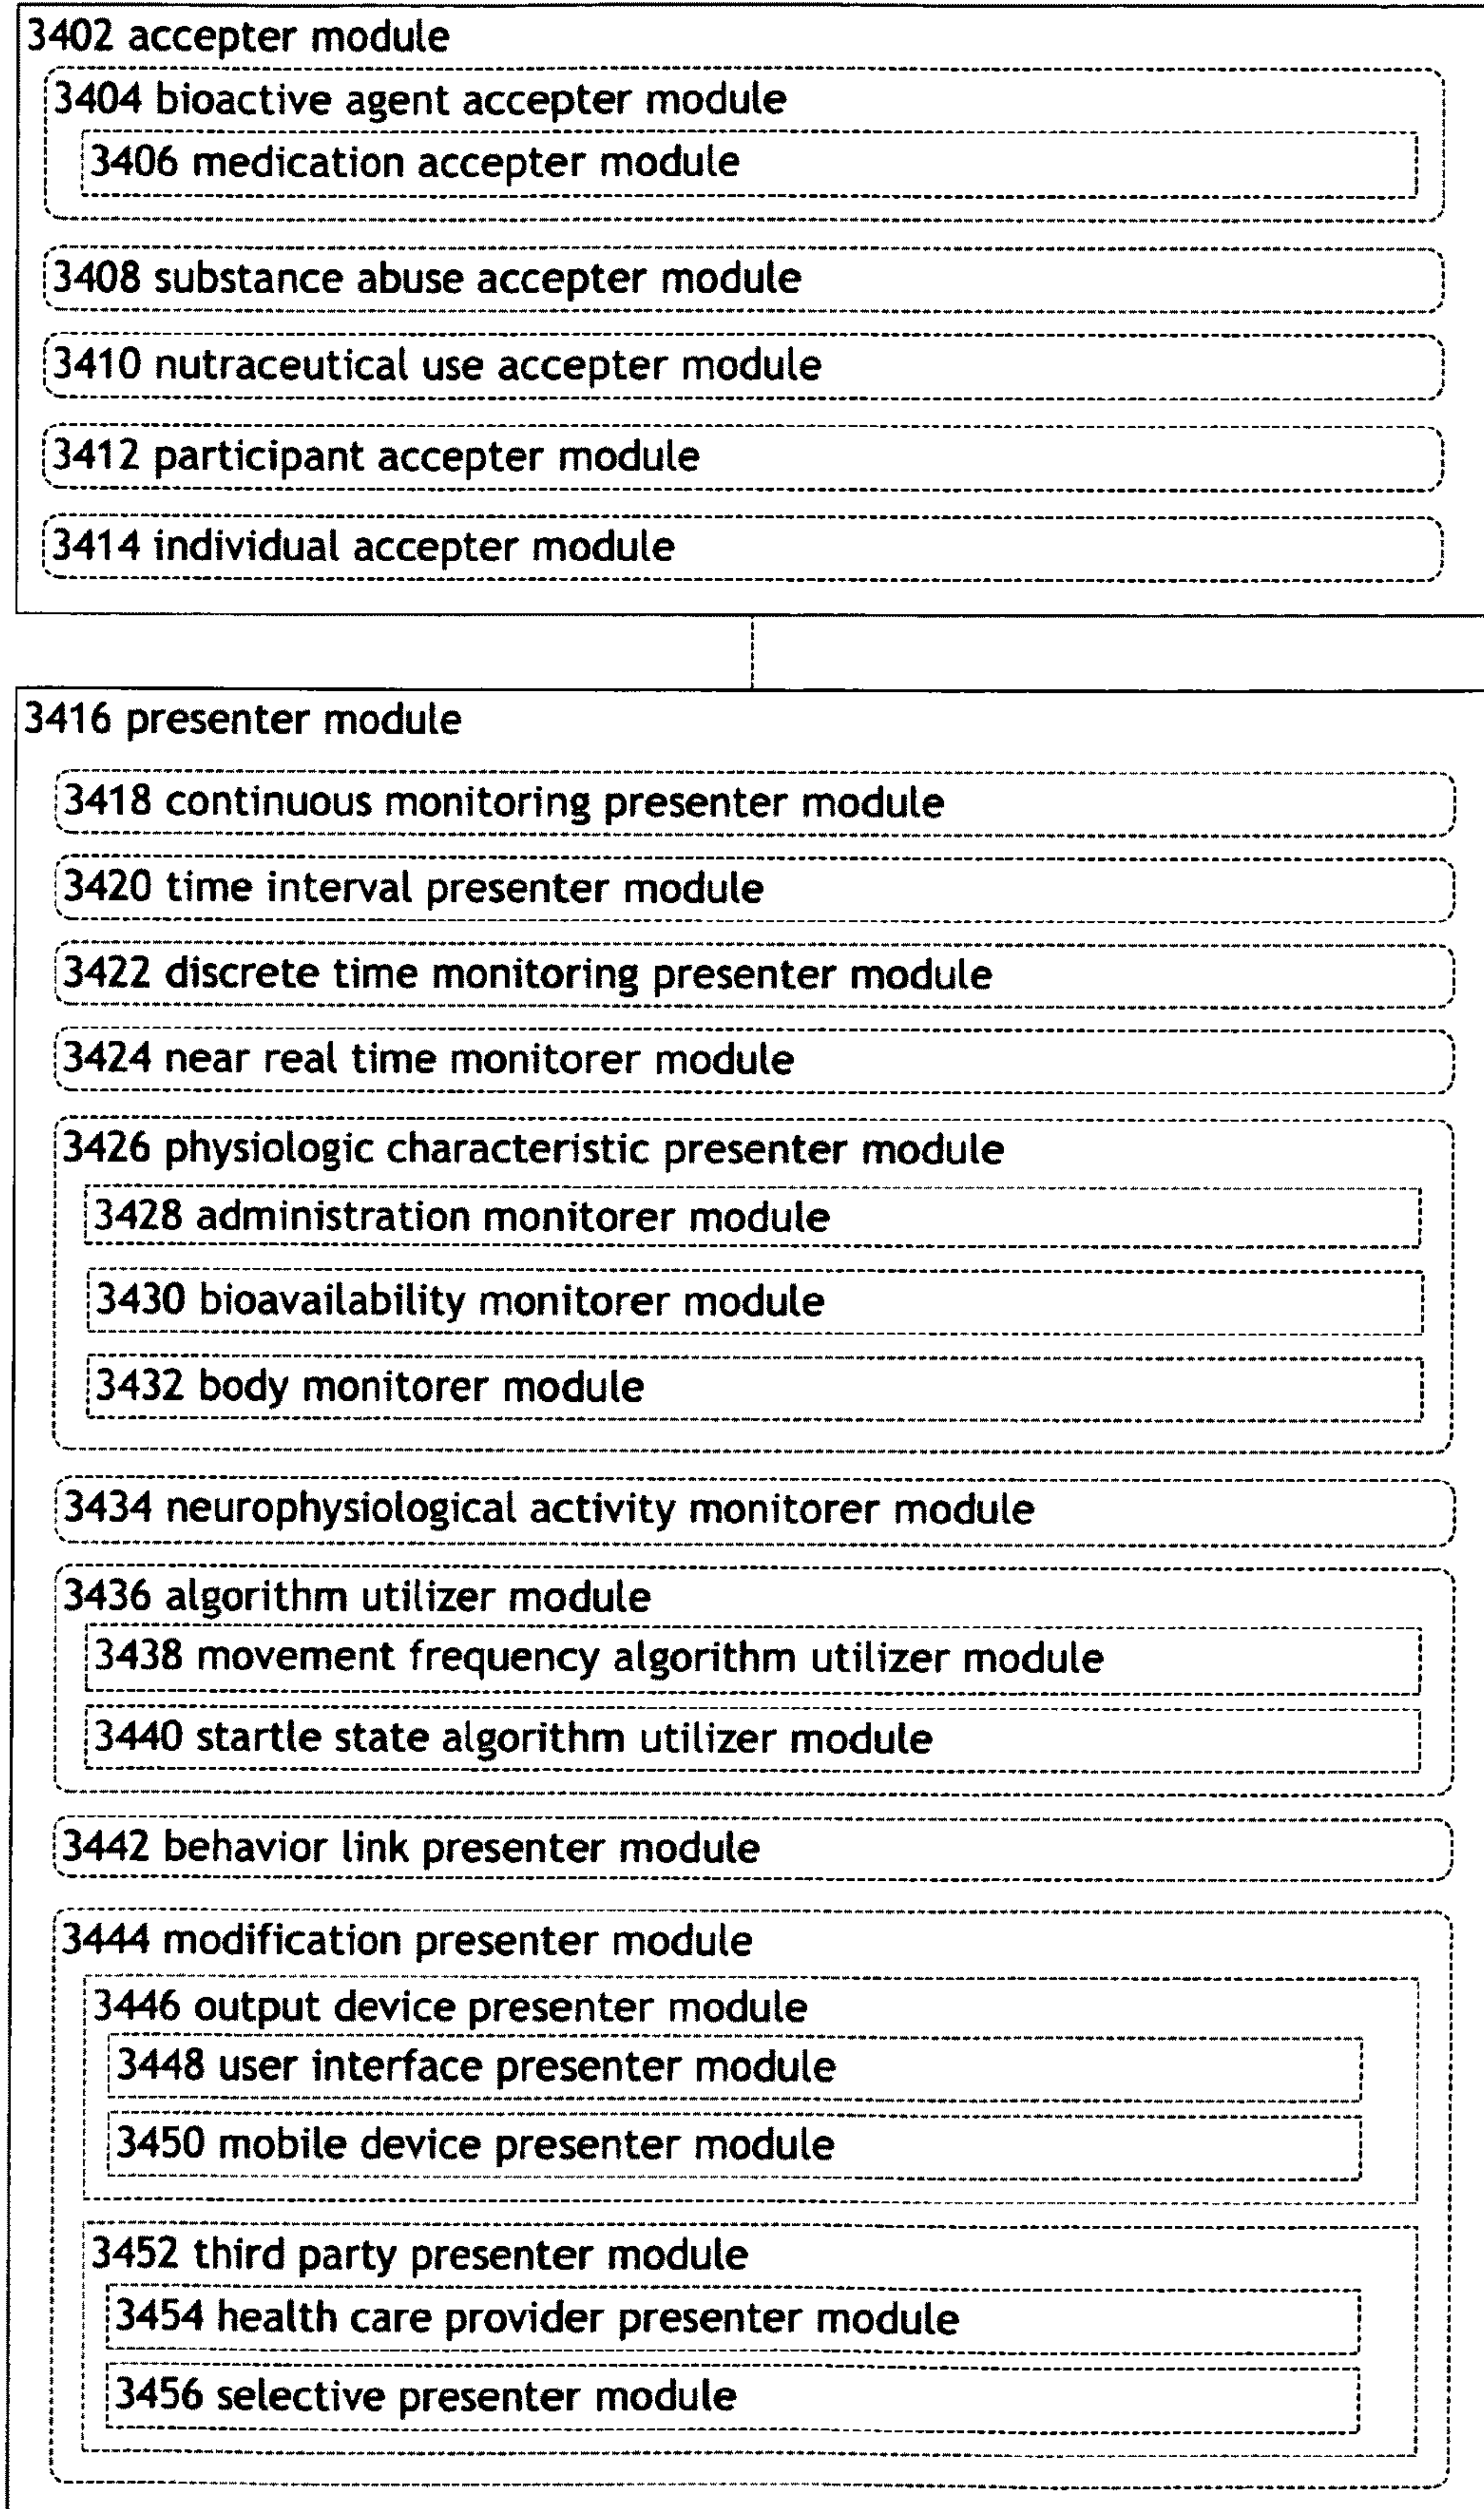 3402 accepter module
3404 bioactive agent accepter module
3406 medication accepter module
3408 substance abuse accepter module
3410 nutraceutical use accepter module
3412 participant accepter module
3414 individual accepter module
3416 presenter module
3418 continuous monitoring presenter module
3420 time interval presenter module
3422 discrete time monitoring presenter module
3424 near real time monitorer module
3426 physiologic characteristic presenter module
3428 administration monitorer module
3430 bioavailability monitorer module
3432 body monitorer module
3434 neurophysiological activity monitorer module
3436 algorithm utilizer module
3438 movement frequency algorithm utilizer module
3440 startle state algorithm utilizer module
3442 behavior link presenter module
3444 modification presenter module
3446 output device presenter module
3448 user interface presenter module
3450 mobile device presenter module
3452 third party presenter module
3454 health care provider presenter module
3456 selective presenter module